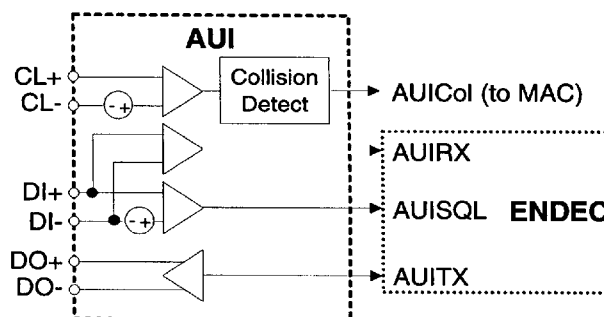 AUI
CL+
CL-
- +
Collision
Detect
AUICol (to MAC)
AUIRX
DI+
DI-
- +
AUISQL
ENDEC
DO+
DO-
AUITX